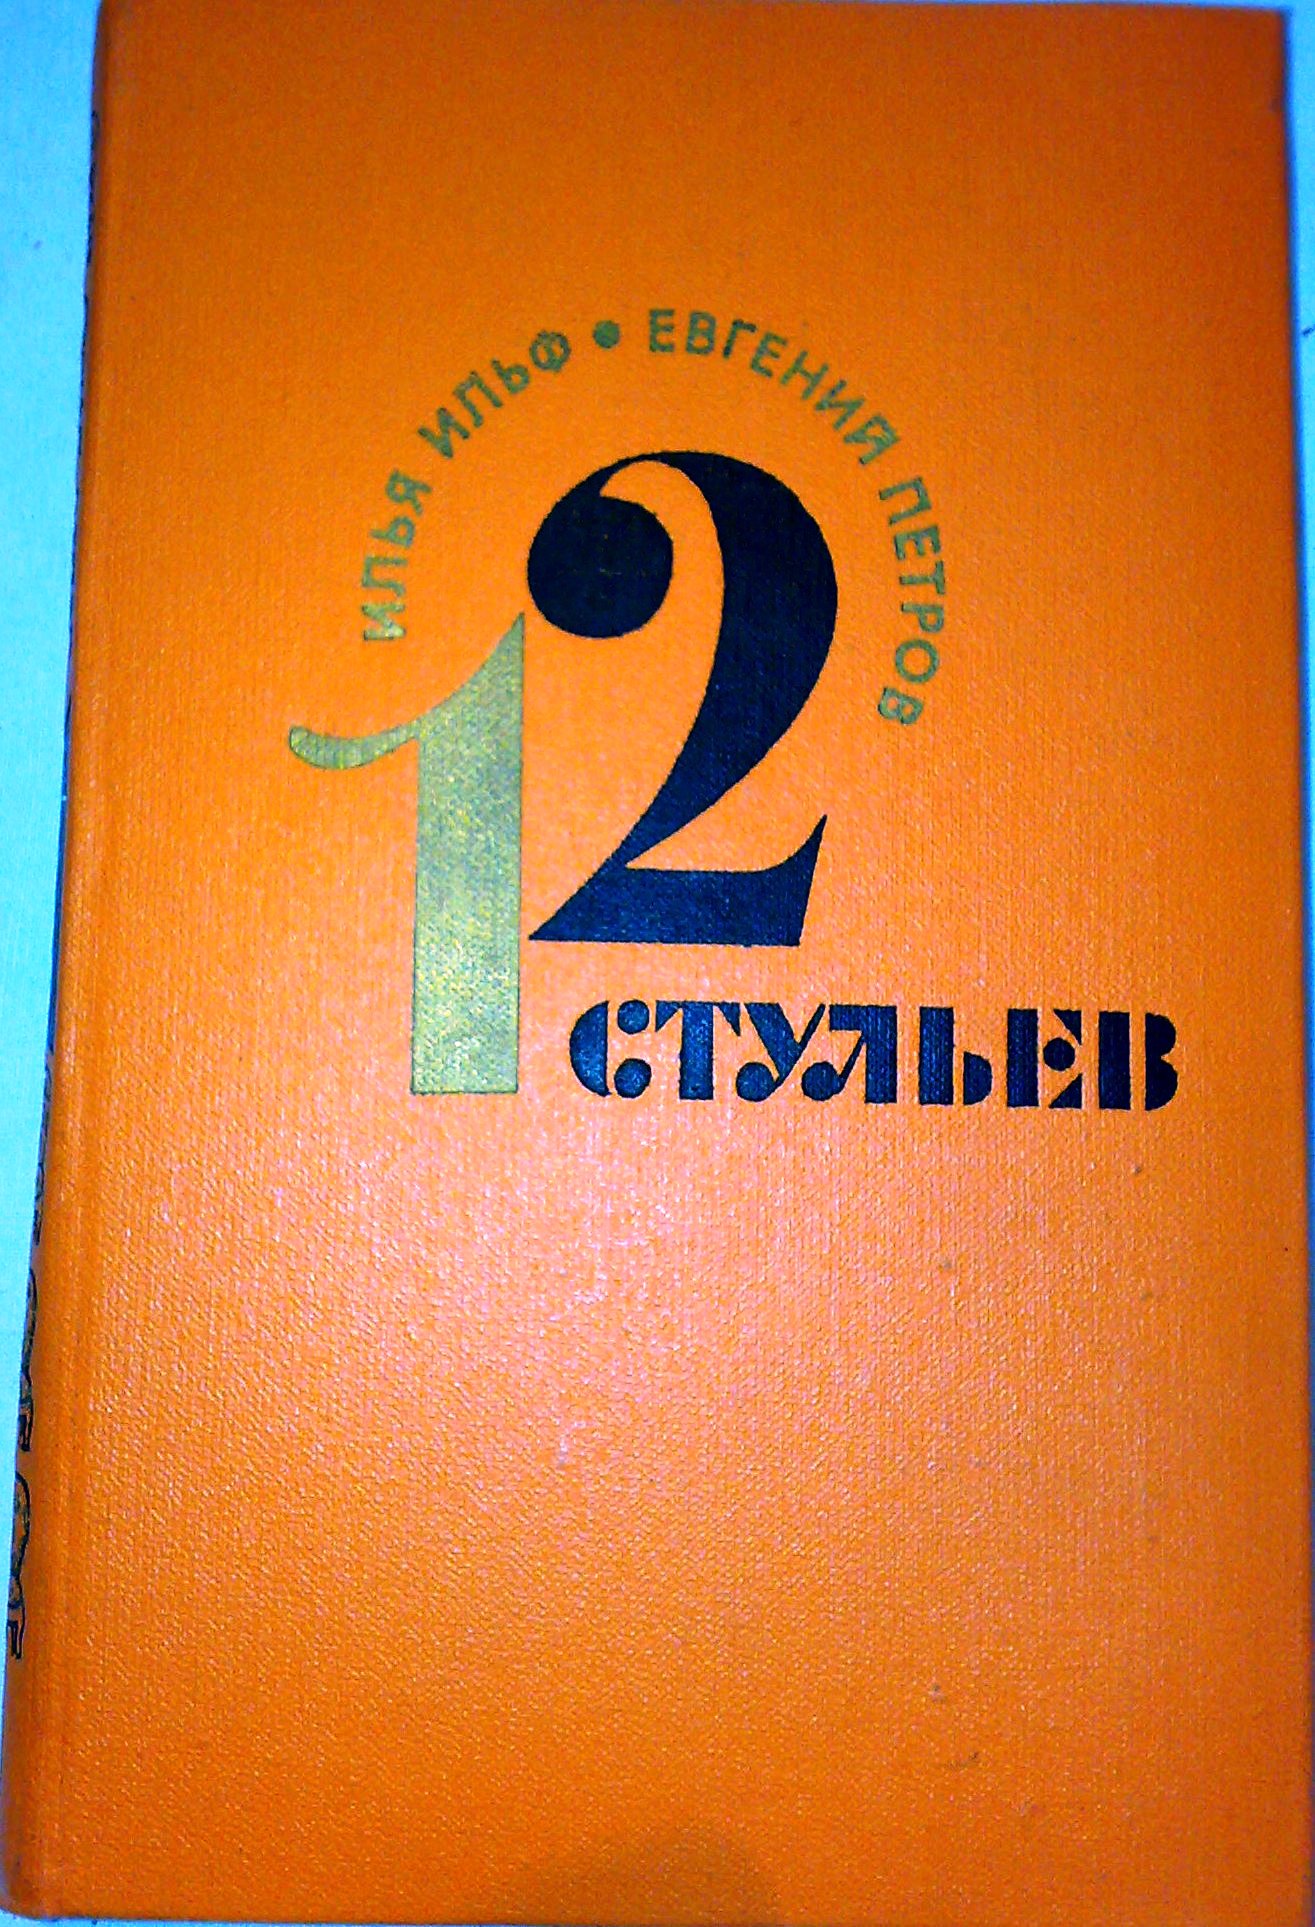 ИЛЬЯ ИЛЬФ • ЕВГЕНИЙ ПЕТРОВ
12
СТУЛЬЕВ